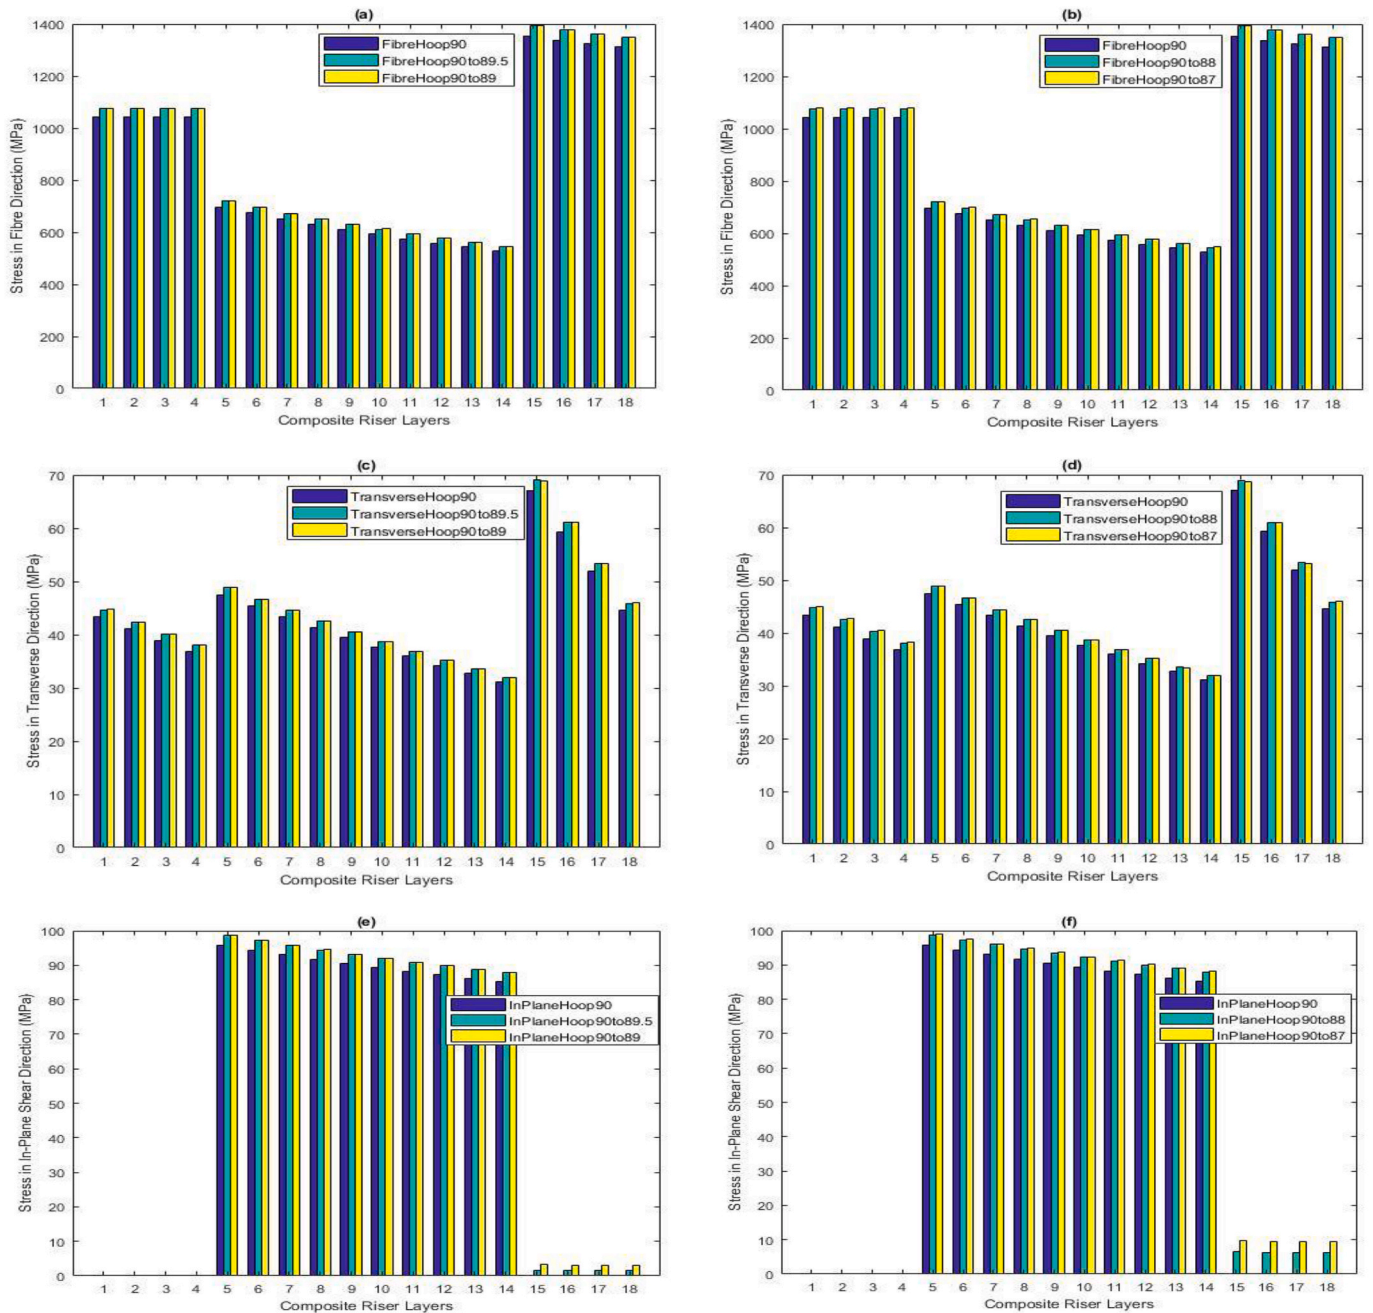 (a)
1400
1200
1000
800
600
400
200
0
Stress in Fibre Direction (MPa)
FibreHoop90
FibreHoop90to89.5
FibreHoop90to89
1 2 3 4 5 6 7 8 9 10 11 12 13 14 15 16 17 18
Composite Riser Layers
(b)
1400
1200
1000
800
600
400
200
0
Stress in Fibre Direction (MPa)
FibreHoop90
FibreHoop90to88
FibreHoop90to87
1 2 3 4 5 6 7 8 9 10 11 12 13 14 15 16 17 18
Composite Riser Layers
(c)
70
60
50
40
30
20
10
0
Stress in Transverse Direction (MPa)
TransverseHoop90
TransverseHoop90to89.5
TransverseHoop90to89
1 2 3 4 5 6 7 8 9 10 11 12 13 14 15 16 17 18
Composite Riser Layers
(d)
70
60
50
40
30
20
10
0
Stress in Transverse Direction (MPa)
TransverseHoop90
TransverseHoop90to88
TransverseHoop90to87
1 2 3 4 5 6 7 8 9 10 11 12 13 14 15 16 17 18
Composite Riser Layers
(e)
100
90
80
70
60
50
40
30
20
10
0
Stress in In-Plane Shear Direction (MPa)
InPlaneHoop90
InPlaneHoop90to89.5
InPlaneHoop90to89
1 2 3 4 5 6 7 8 9 10 11 12 13 14 15 16 17 18
Composite Riser Layers
(f)
100
90
80
70
60
50
40
30
20
10
0
Stress in In-Plane Shear Direction (MPa)
InPlaneHoop90
InPlaneHoop90to88
InPlaneHoop90to87
1 2 3 4 5 6 7 8 9 10 11 12 13 14 15 16 17 18
Composite Riser Layers